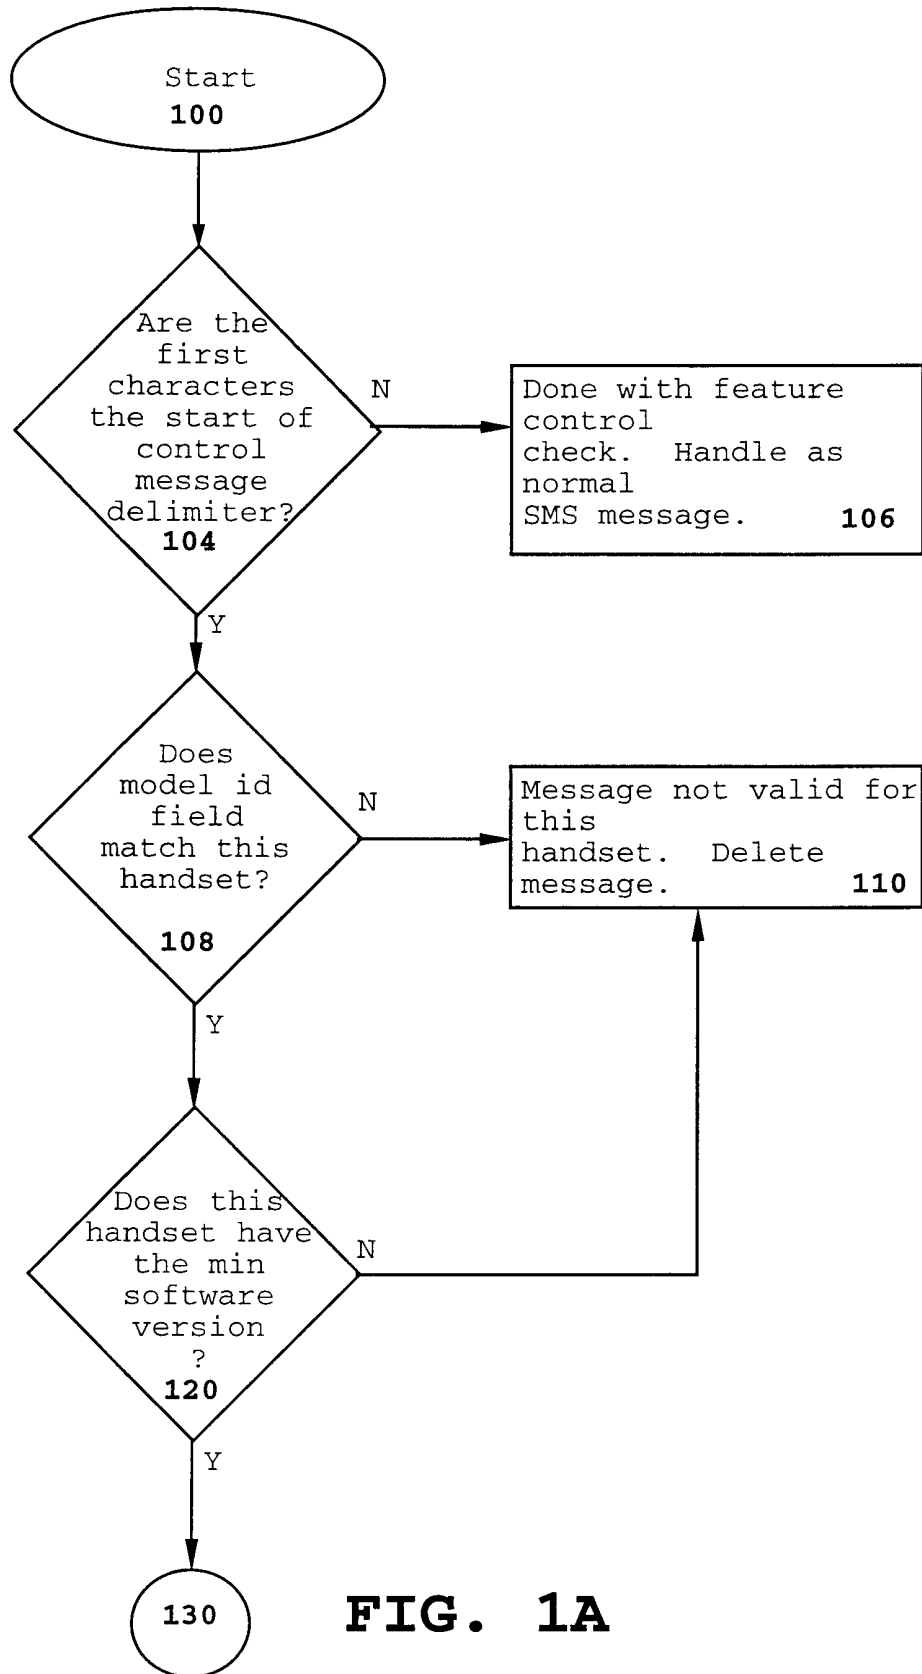 Start
100
Are the
first
characters
the start of
control
message
delimiter?
104
N
Done with feature
control
check.  Handle as
normal
SMS message.
106
Y
Does
model id
field
match this
handset?
108
N
Message not valid for
this
handset.  Delete
message.
110
Y
Does this
handset have
the min
software
version
?
120
N
Y
130
FIG. 1A